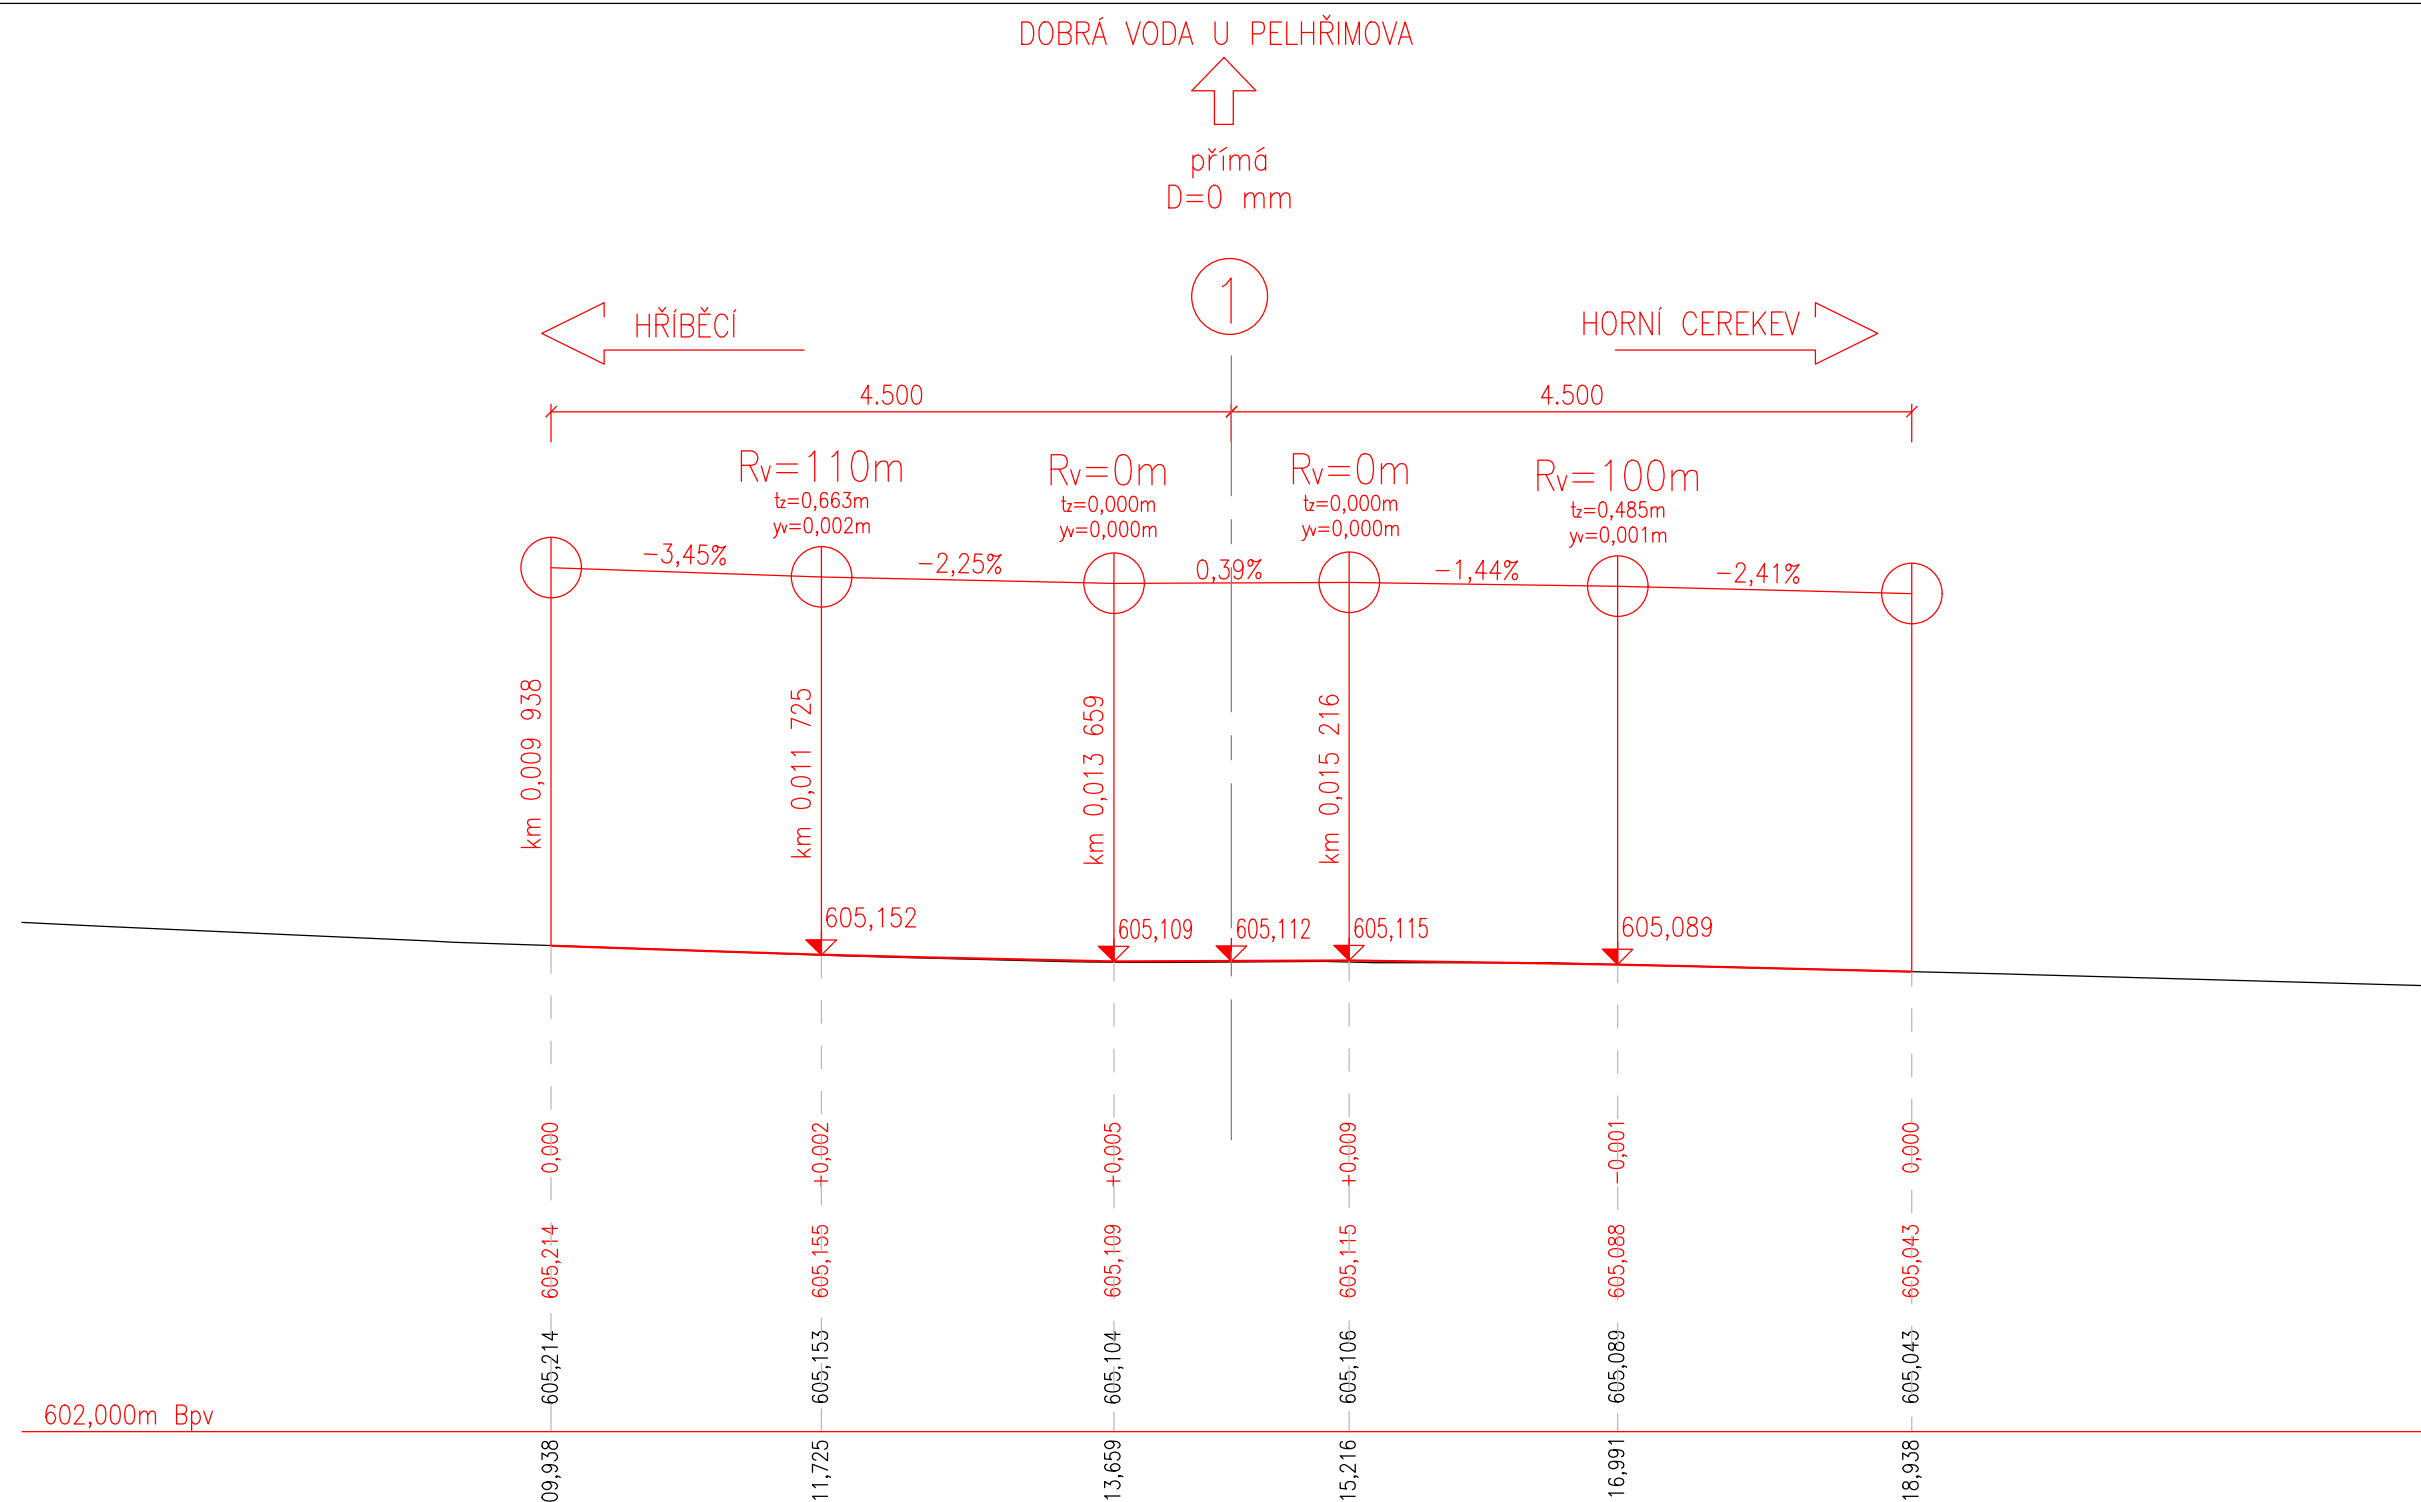 DOBRÁ VODA U PELHŘIMOVA
přímá
D=0 mm
1
HŘÍBĚCÍ
HORNÍ CEREKEV
4.500
4.500
Rv=110m
tz=0,663m
yv=0,002m
Rv=0m
tz=0,000m
yv=0,000m
Rv=0m
tz=0,000m
yv=0,000m
Rv=100m
tz=0,485m
yv=0,001m
-3,45%
-2,25%
0,39%
-1,44%
-2,41%
km 0,009 938
km 0,011 725
km 0,013 659
km 0,015 216
605,152
605,109
605,112
605,115
605,089
+0,000
+0,002
+0,005
+0,009
-0,001
0,000
605,214
605,155
605,109
605,115
605,088
605,043
605,214
605,153
605,104
605,106
605,089
605,043
602,000m Bpv
09,938
11,725
13,659
15,216
16,991
18,938